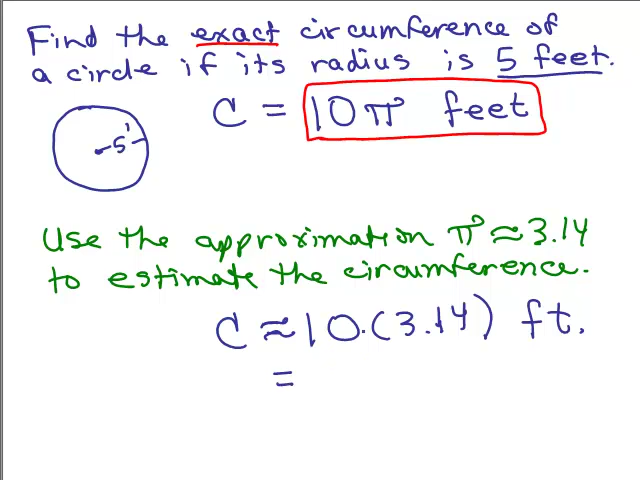 Find the exact circumference of
a circle if its radius is 5 feet.
C = 10π feet
5'
Use the approximation π ≈ 3.14
to estimate the circumference.
C ≈ 10·(3.14) ft.
=